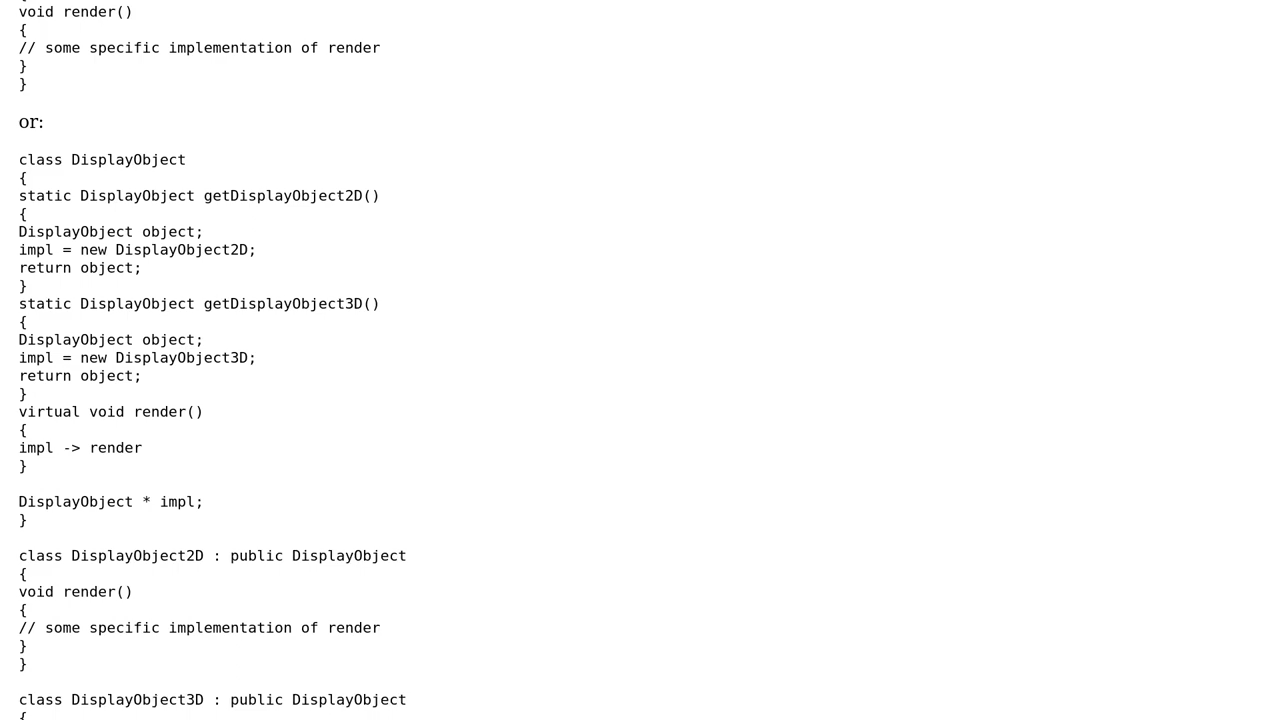 void render()
{
// some specific implementation of render
}
}
or:
class DisplayObject
{
static DisplayObject getDisplayObject2D()
{
DisplayObject object;
impl = new DisplayObject2D;
return object;
}
static DisplayObject getDisplayObject3D()
{
DisplayObject object;
impl = new DisplayObject3D;
return object;
}
virtual void render()
{
impl -> render
}
DisplayObject * impl;
}
class DisplayObject2D : public DisplayObject
{
void render()
{
// some specific implementation of render
}
}
class DisplayObject3D : public DisplayObject
{